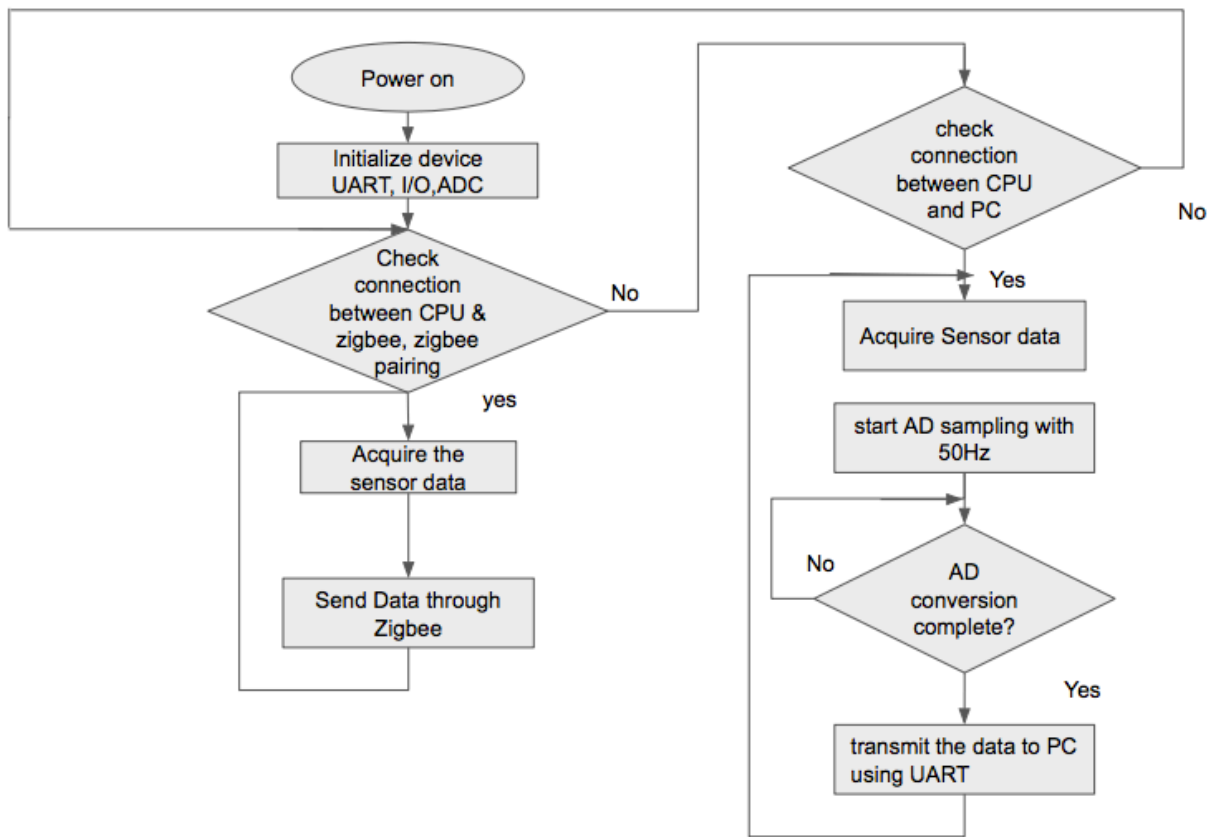 Power on
Initialize device
UART, I/O,ADC
Check
connection
between CPU &
zigbee, zigbee
pairing
No
yes
Acquire the
sensor data
Send Data through
Zigbee
check
connection
between CPU
and PC
No
Yes
Acquire Sensor data
start AD sampling with
50Hz
No
AD
conversion
complete?
Yes
transmit the data to PC
using UART